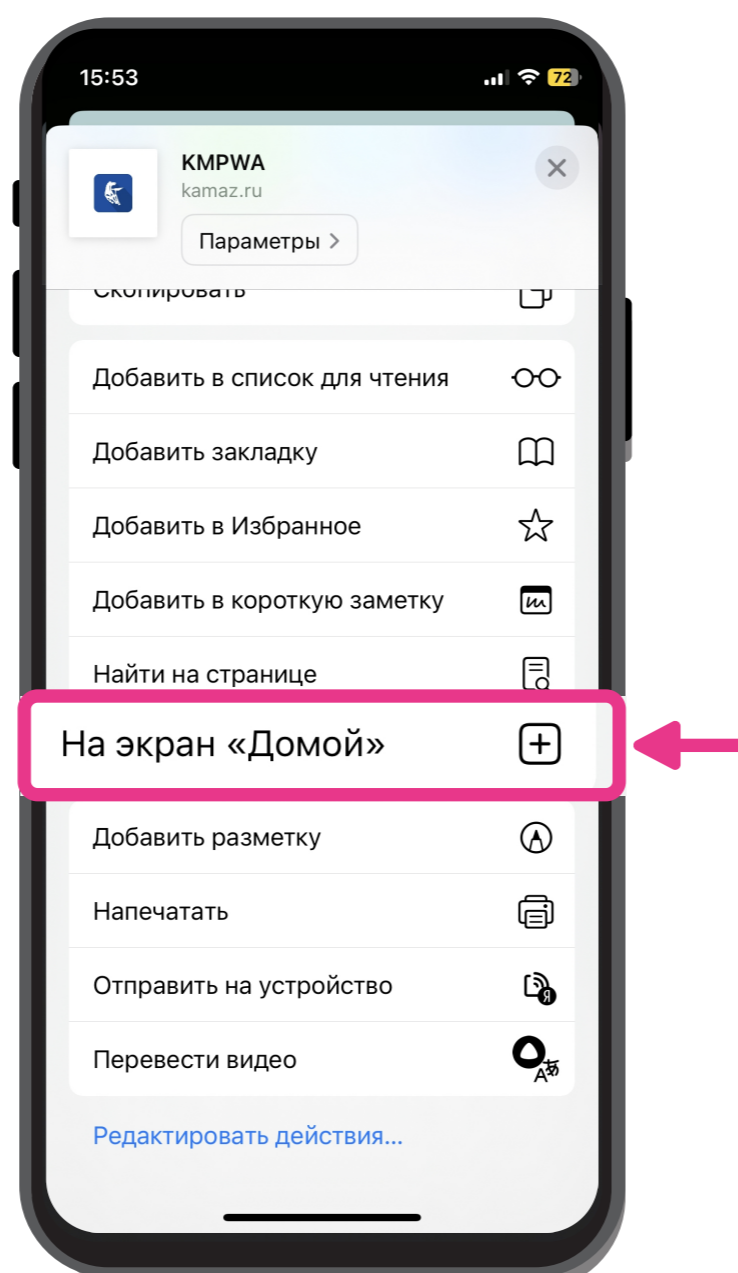 15:53
72
KMPWA
kamaz.ru
Параметры >
Скопировать
Добавить в список для чтения
Добавить закладку
Добавить в Избранное
Добавить в короткую заметку
Найти на странице
На экран «Домой»
Добавить разметку
Напечатать
Отправить на устройство
Перевести видео
Редактировать действия...